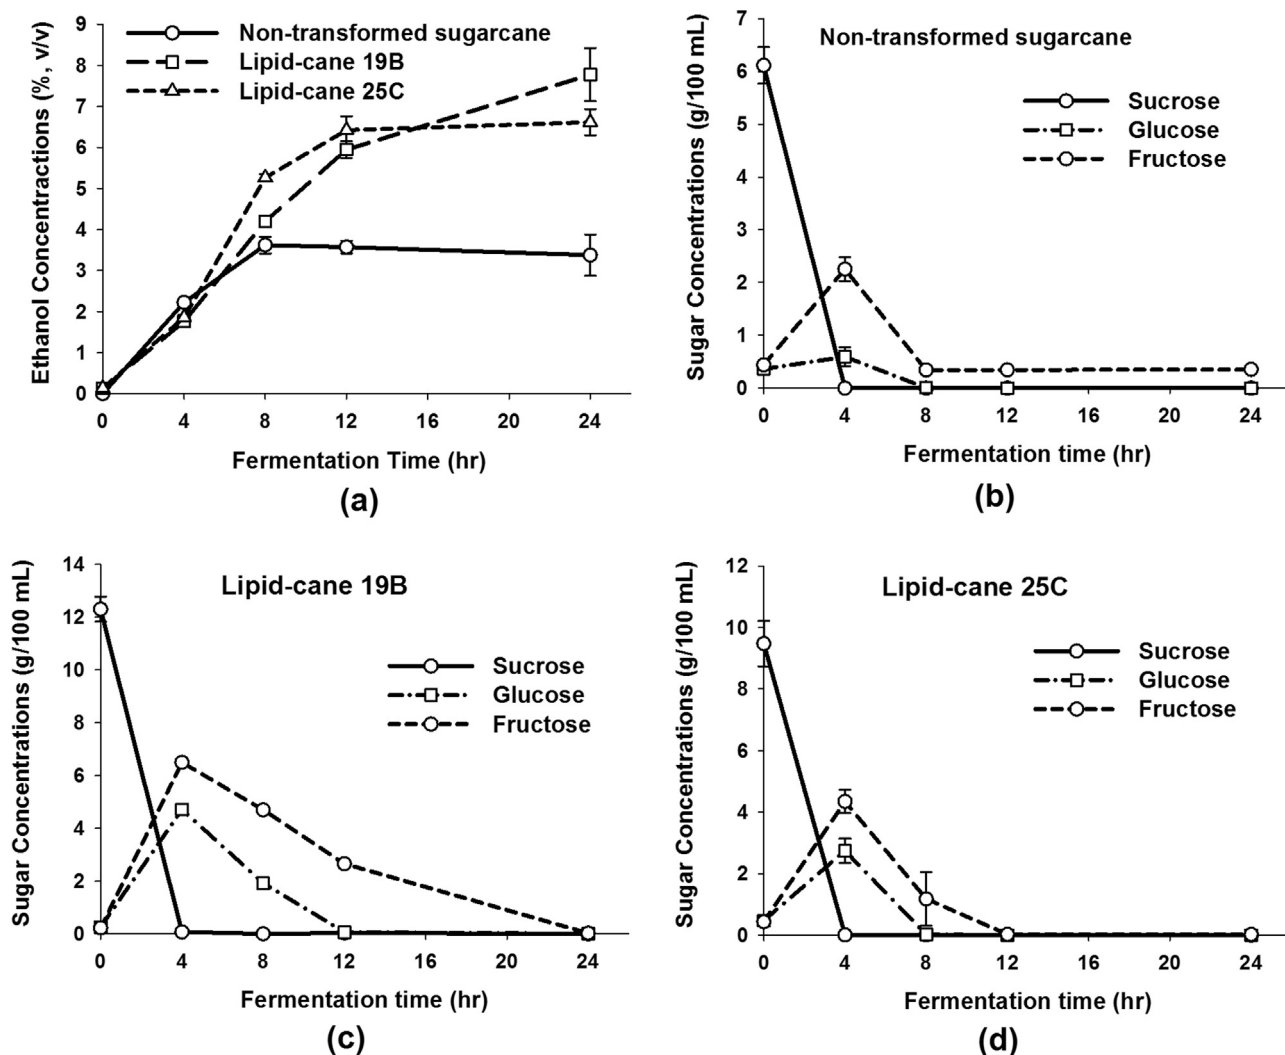 Ethanol Concentractions (%, v/v)
9
8
7
6
5
4
3
2
1
0
Non-transformed sugarcane
Lipid-cane 19B
Lipid-cane 25C
0 4 8 12 16 20 24
Fermentation Time (hr)
(a)
Sugar Concentrations (g/100 mL)
7
6
5
4
3
2
1
0
Non-transformed sugarcane
Sucrose
Glucose
Fructose
0 4 8 12 16 20 24
Fermentation time (hr)
(b)
Sugar Concentrations (g/100 mL)
14
12
10
8
6
4
2
0
Lipid-cane 19B
Sucrose
Glucose
Fructose
0 4 8 12 16 20 24
Fermentation time (hr)
(c)
Sugar Concentrations (g/100 mL)
12
10
8
6
4
2
0
Lipid-cane 25C
Sucrose
Glucose
Fructose
0 4 8 12 16 20 24
Fermentation time (hr)
(d)